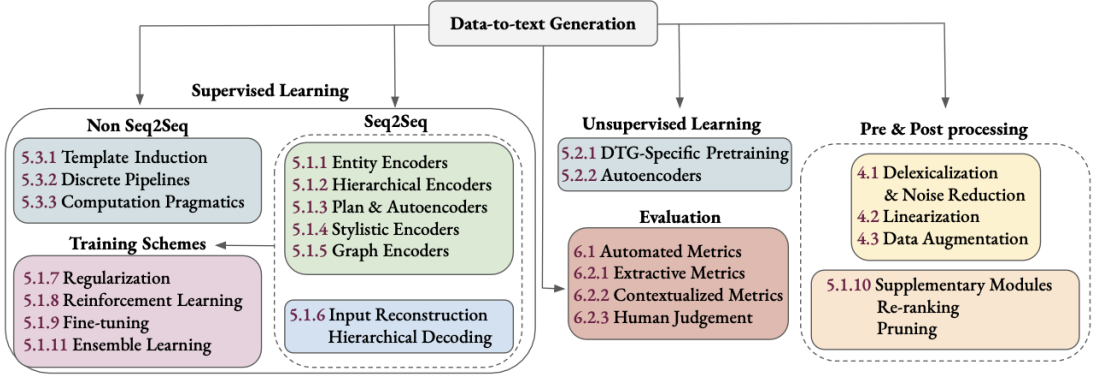 Data-to-text Generation
Supervised Learning
Non Seq2Seq
5.3.1 Template Induction
5.3.2 Discrete Pipelines
5.3.3 Computation Pragmatics
Training Schemes
5.1.7 Regularization
5.1.8 Reinforcement Learning
5.1.9 Fine-tuning
5.1.11 Ensemble Learning
Seq2Seq
5.1.1 Entity Encoders
5.1.2 Hierarchical Encoders
5.1.3 Plan & Autoencoders
5.1.4 Stylistic Encoders
5.1.5 Graph Encoders
5.1.6 Input Reconstruction
Hierarchical Decoding
Unsupervised Learning
5.2.1 DTG-Specific Pretraining
5.2.2 Autoencoders
Evaluation
6.1 Automated Metrics
6.2.1 Extractive Metrics
6.2.2 Contextualized Metrics
6.2.3 Human Judgement
Pre & Post processing
4.1 Delexicalization
& Noise Reduction
4.2 Linearization
4.3 Data Augmentation
5.1.10 Supplementary Modules
Re-ranking
Pruning